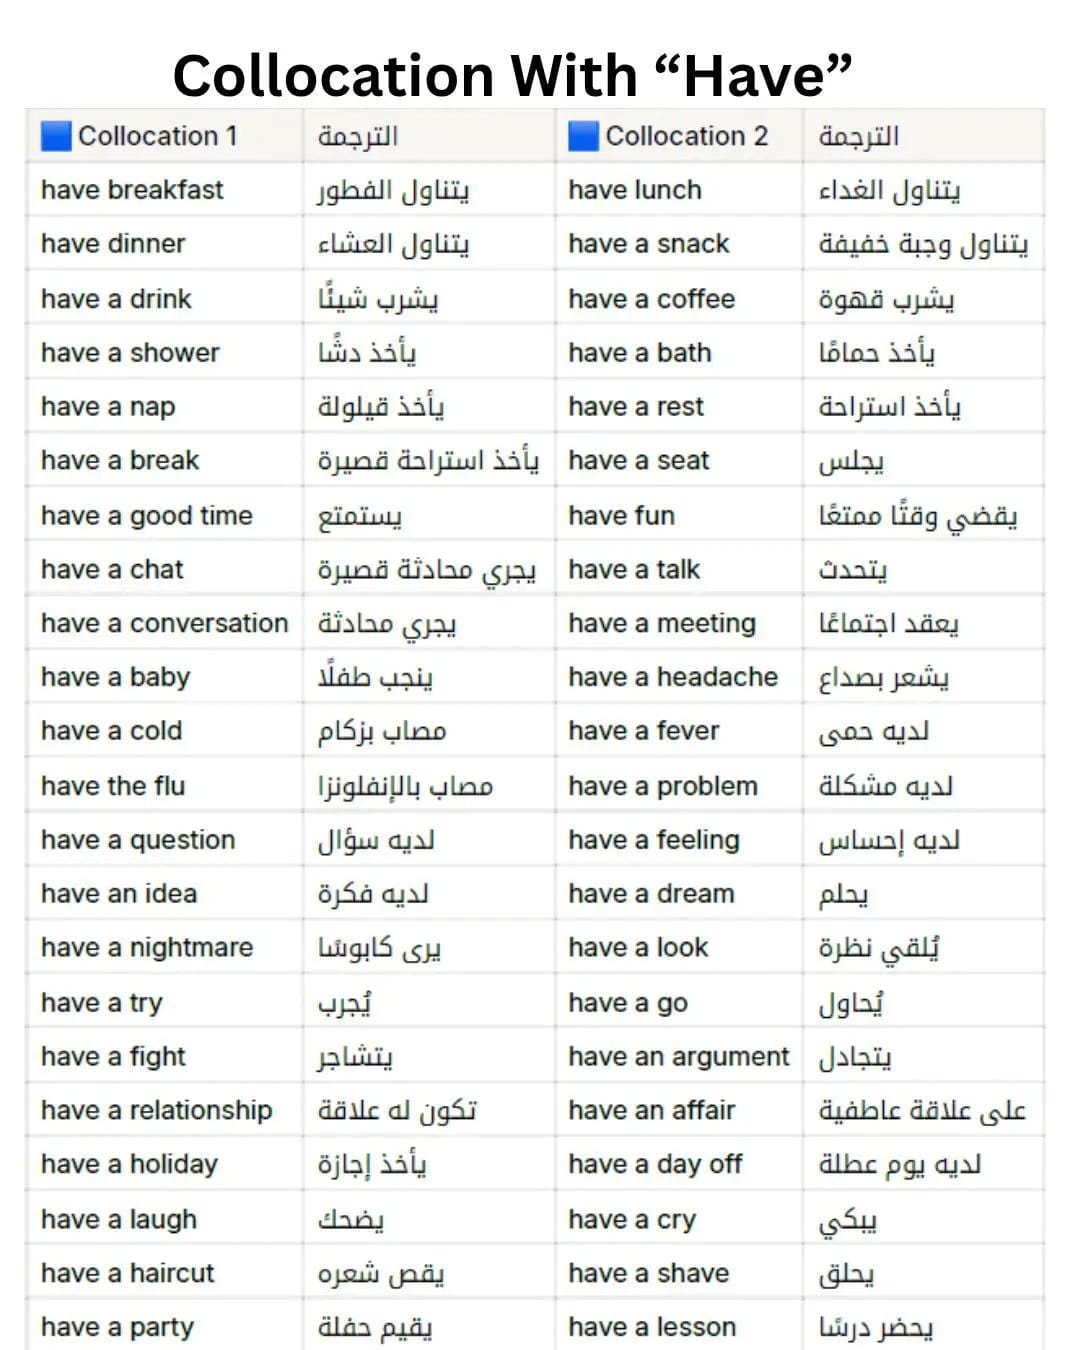 Collocation With “Have”
Collocation 1 الترجمة Collocation 2 الترجمة
have breakfast يتناول الفطور have lunch يتناول الغداء
have dinner يتناول العشاء have a snack يتناول وجبة خفيفة
have a drink يشرب شيئًا have a coffee يشرب قهوة
have a shower يأخذ دشًّا have a bath يأخذ حمامًا
have a nap يأخذ قيلولة have a rest يأخذ استراحة
have a break يأخذ استراحة قصيرة have a seat يجلس
have a good time يستمتع have fun يقضي وقتًا ممتعًا
have a chat يجري محادثة قصيرة have a talk يتحدث
have a conversation يجري محادثة have a meeting يعقد اجتماعًا
have a baby ينجب طفلًا have a headache يشعر بصداع
have a cold مصاب بزكام have a fever لديه حمى
have the flu مصاب بالإنفلونزا have a problem لديه مشكلة
have a question لديه سؤال have a feeling لديه إحساس
have an idea لديه فكرة have a dream يحلم
have a nightmare يرى كابوسًا have a look يُلقي نظرة
have a try يُجرب have a go يُحاول
have a fight يتشاجر have an argument يتجادل
have a relationship تكون له علاقة have an affair على علاقة عاطفية
have a holiday يأخذ إجازة have a day off لديه يوم عطلة
have a laugh يضحك have a cry يبكي
have a haircut يقص شعره have a shave يحلق
have a party يقيم حفلة have a lesson يحضر درسًا